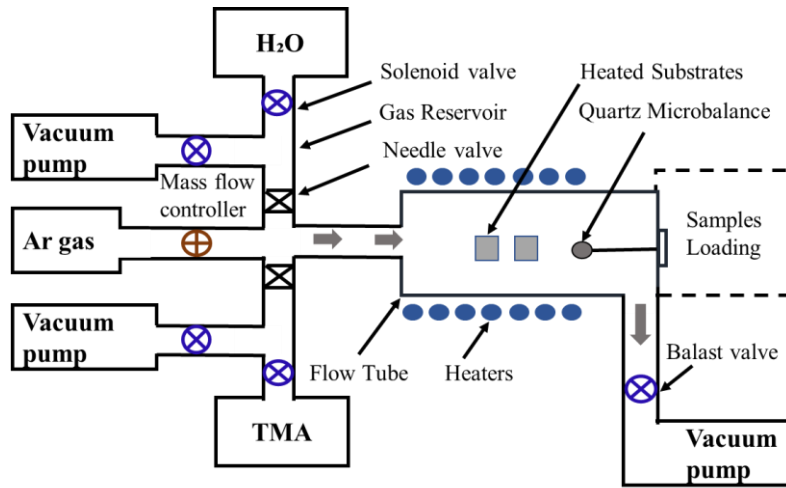 H₂O
Solenoid valve
Heated Substrates
Gas Reservoir
Quartz Microbalance
Vacuum
pump
Needle valve
Mass flow
controller
Samples
Loading
Ar gas
Vacuum
pump
Flow Tube
Heaters
Balast valve
TMA
Vacuum
pump